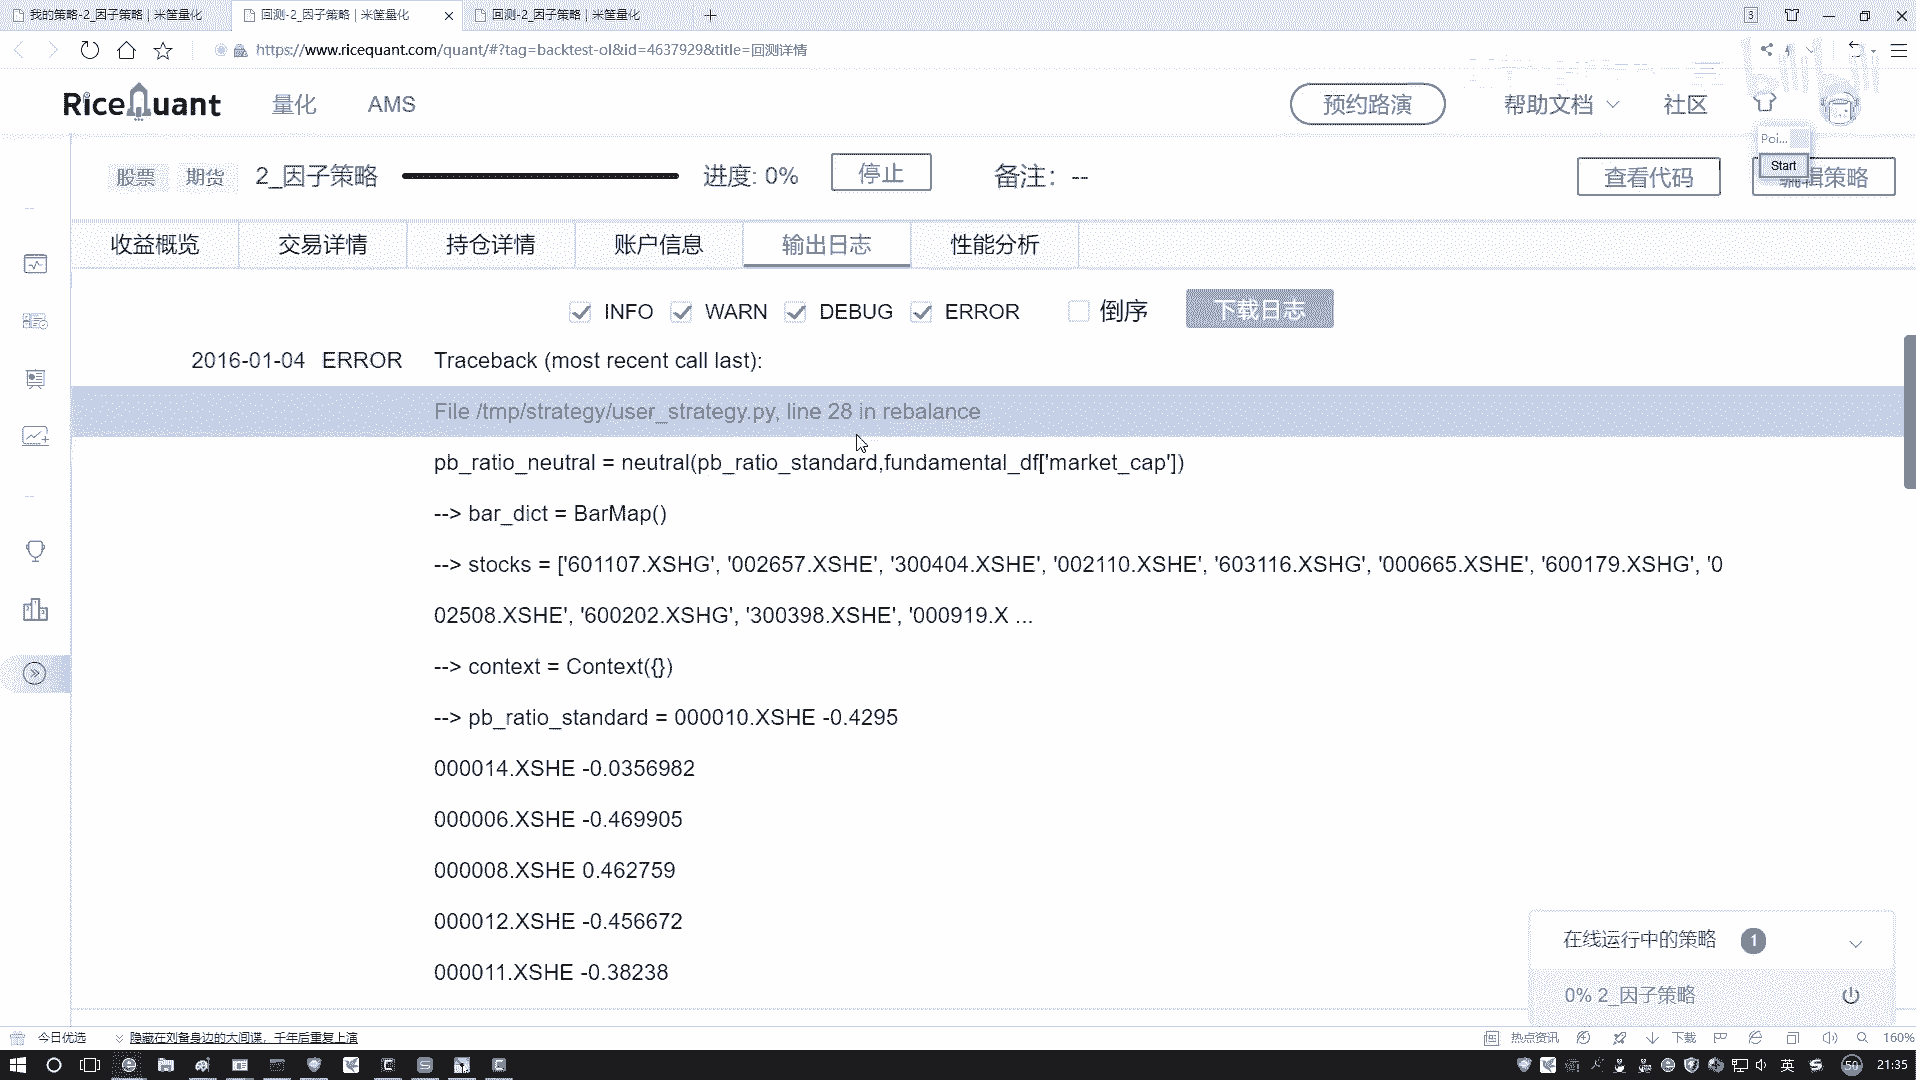 我的策略-2_因子策略 | 米筐量化
回测-2_因子策略 | 米筐量化
回测-2_因子策略 | 米筐量化
3
https://www.ricequant.com/quant/#?tag=backtest-ol&id=4637929&title=回测详情
RiceQuant
量化
AMS
预约路演
帮助文档
社区
Poi...
Start
股票
期货
2_因子策略
进度: 0%
停止
备注: --
查看代码
编辑策略
收益概览
交易详情
持仓详情
账户信息
输出日志
性能分析
INFO
WARN
DEBUG
ERROR
倒序
下载日志
2016-01-04 ERROR Traceback (most recent call last):
File /tmp/strategy/user_strategy.py, line 28 in rebalance
pb_ratio_neutral = neutral(pb_ratio_standard,fundamental_df['market_cap'])
--> bar_dict = BarMap()
--> stocks = ['601107.XSHG', '002657.XSHE', '300404.XSHE', '002110.XSHE', '603116.XSHG', '000665.XSHE', '600179.XSHG', '0
02508.XSHE', '600202.XSHG', '300398.XSHE', '000919.X ...
--> context = Context({})
--> pb_ratio_standard = 000010.XSHE -0.4295
000014.XSHE -0.0356982
000006.XSHE -0.469905
000008.XSHE 0.462759
000012.XSHE -0.456672
000011.XSHE -0.38238
在线运行中的策略 1
0% 2_因子策略
今日优选
隐藏在刘备身边的大间谍，千年后重复上演
热点资讯
下载
160%
英
50
21:35